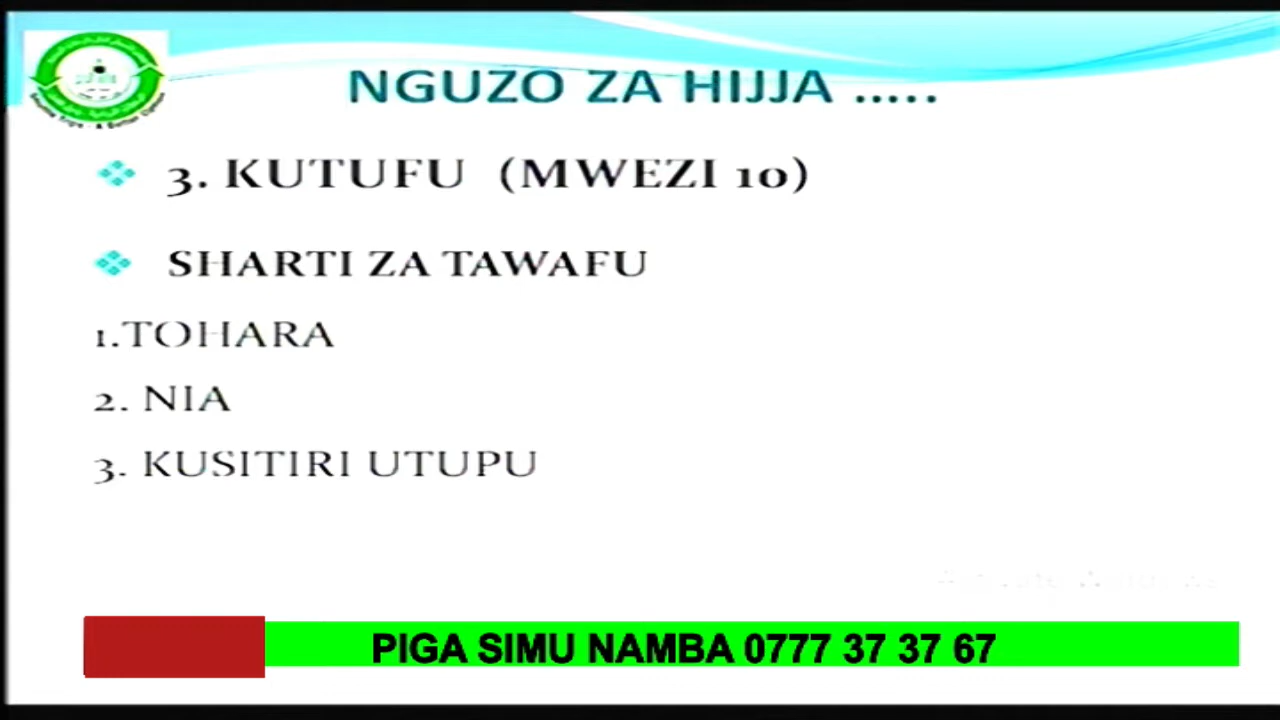 NGUZO ZA HIJJA .....
3. KUTUFU (MWEZI 10)
SHARTI ZA TAWAFU
1.TOHARA
2. NIA
3. KUSITIRI UTUPU
PIGA SIMU NAMBA 0777 37 37 67